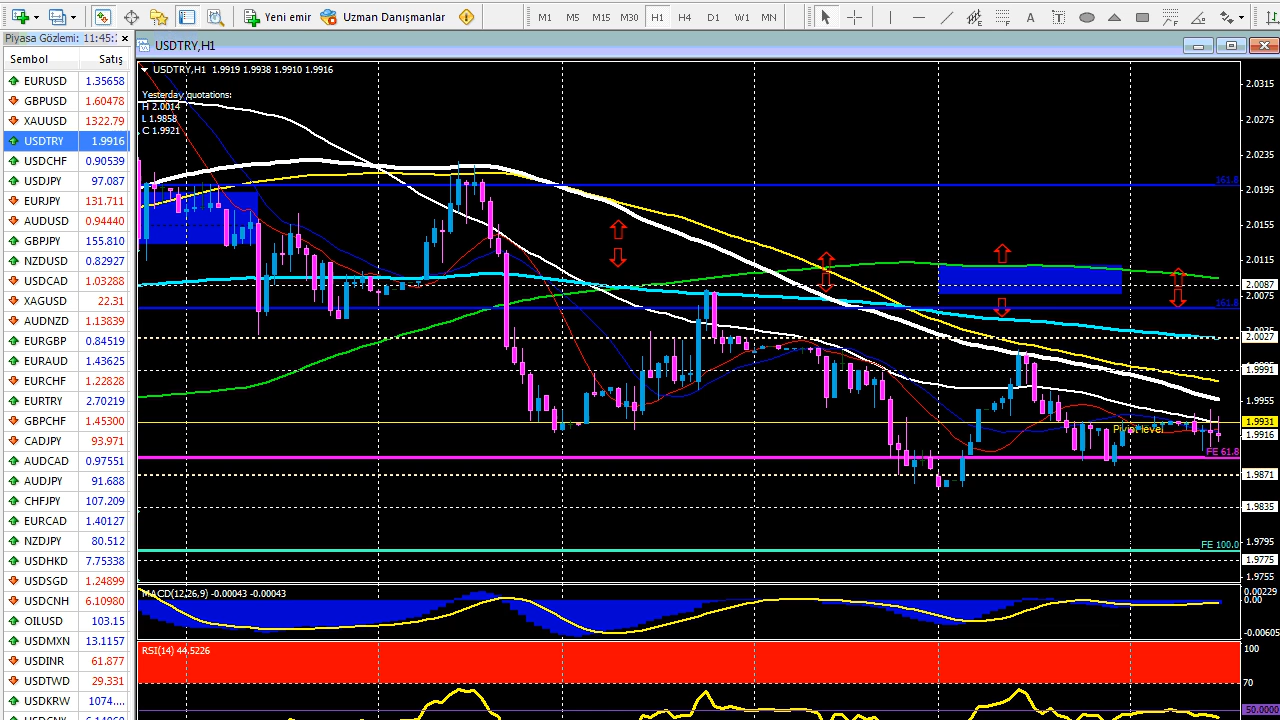 Yeni emir Uzman Danışmanlar M1 M5 M15 M30 H1 H4 D1 W1 MN A T
Piyasa Gözlemi: 11:45:
USDTRY,H1
Sembol Satış
EURUSD 1.35658
GBPUSD 1.60478
XAUUSD 1322.79
USDTRY 1.9916
USDCHF 0.90539
USDJPY 97.087
EURJPY 131.711
AUDUSD 0.94440
GBPJPY 155.810
NZDUSD 0.82927
USDCAD 1.03288
XAGUSD 22.31
AUDNZD 1.13839
EURGBP 0.84519
EURAUD 1.43625
EURCHF 1.22828
EURTRY 2.70219
GBPCHF 1.45300
CADJPY 93.971
AUDCAD 0.97551
AUDJPY 91.688
CHFJPY 107.209
EURCAD 1.40127
NZDJPY 80.512
USDHKD 7.75338
USDSGD 1.24899
USDCNH 6.10980
OILUSD 103.15
USDMXN 13.1157
USDINR 61.877
USDTWD 29.331
USDKRW 1074....
USDTRY,H1 1.9919 1.9938 1.9910 1.9916
Yesterday quotations:
H 2.0014
L 1.9858
C 1.9921
161.8
161.8
Pivot level
FE 61.8
FE 100.0
2.0315
2.0275
2.0235
2.0195
2.0155
2.0115
2.0087
2.0075
2.0027
1.9991
1.9955
1.9931
1.9916
1.9871
1.9835
1.9795
1.9775
1.9755
MACD(12,26,9) -0.00043 -0.00043
0.00229
0.00
-0.00605
RSI(14) 44.5226
100
70
50.0000